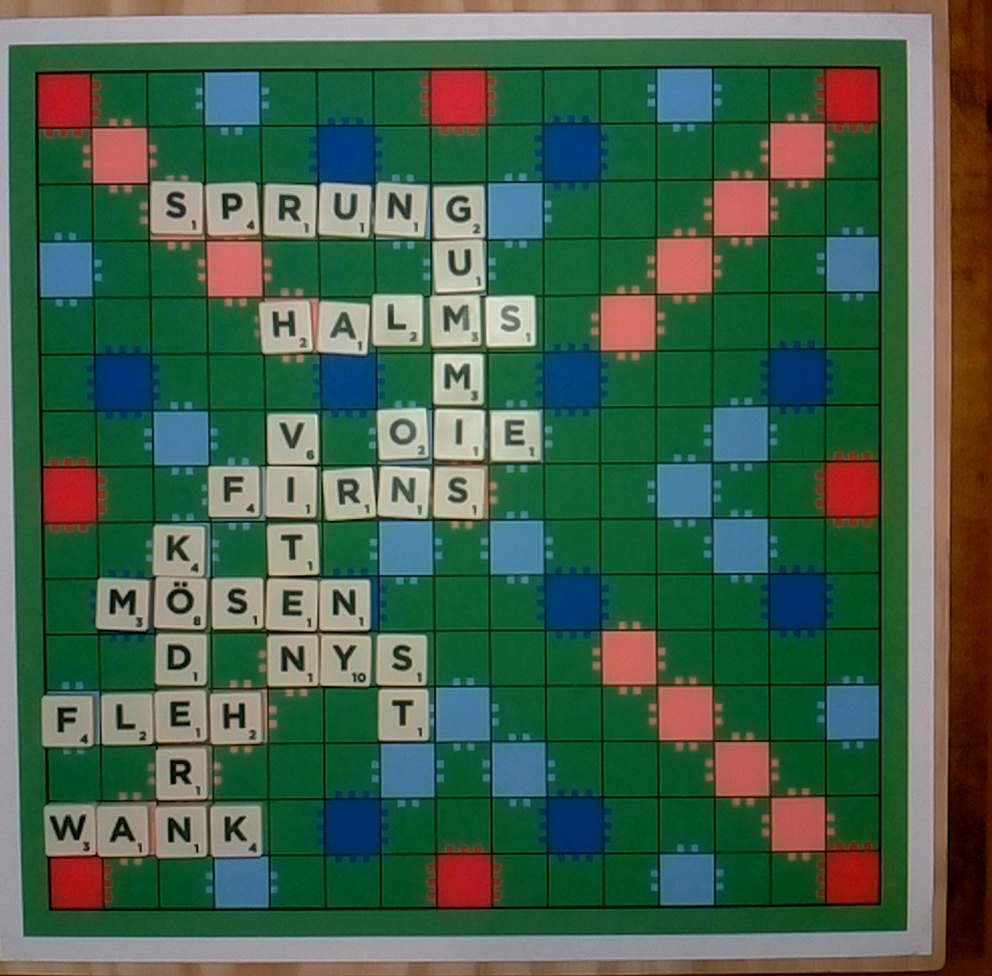 SPRUNG
U
HALMS
M
V OIE
FIRNS
K T
MÖSEN
D NYS
FLEH T
R
WANK